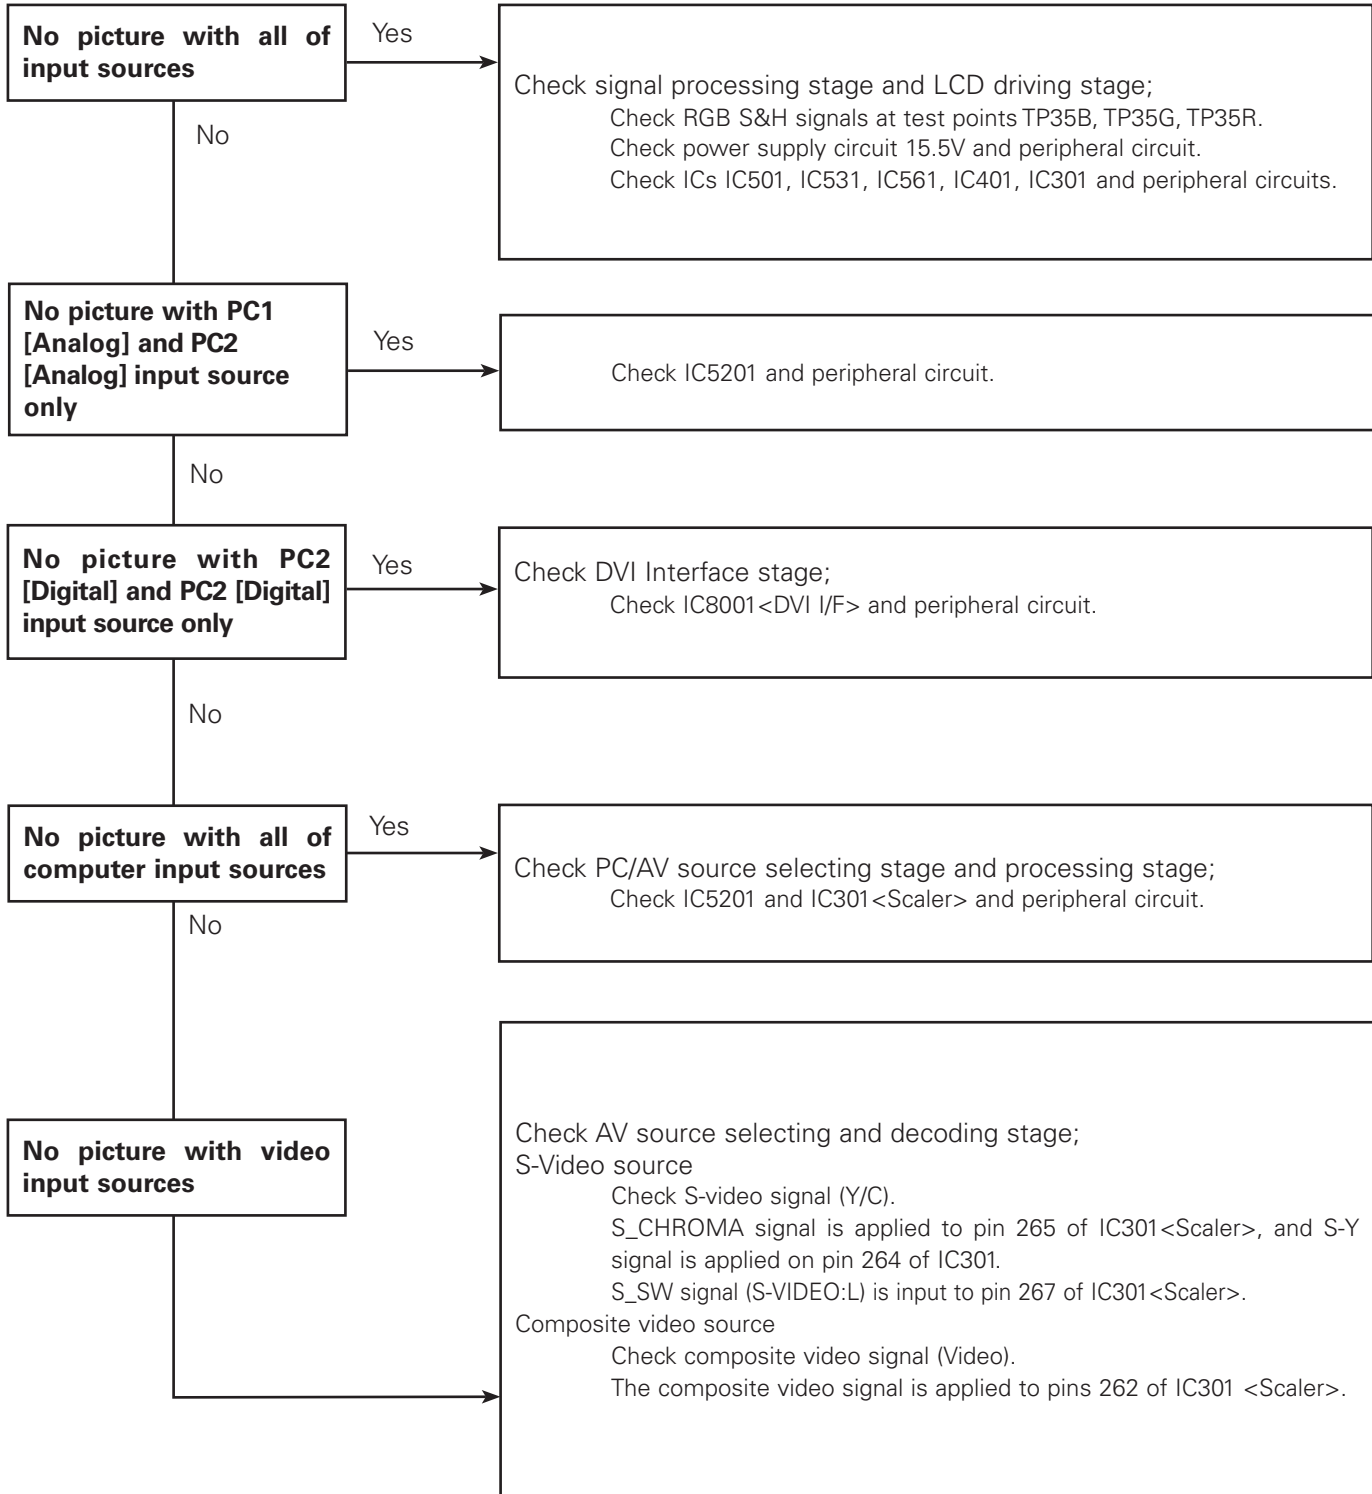 No picture with all of
input sources
Yes
Check signal processing stage and LCD driving stage;
Check RGB S&H signals at test points TP35B, TP35G, TP35R.
Check power supply circuit 15.5V and peripheral circuit.
Check ICs IC501, IC531, IC561, IC401, IC301 and peripheral circuits.
No
No picture with PC1
[Analog] and PC2
[Analog] input source
only
Yes
Check IC5201 and peripheral circuit.
No
No picture with PC2
[Digital] and PC2 [Digital]
input source only
Yes
Check DVI Interface stage;
Check IC8001<DVI I/F> and peripheral circuit.
No
No picture with all of
computer input sources
Yes
Check PC/AV source selecting stage and processing stage;
Check IC5201 and IC301<Scaler> and peripheral circuit.
No
No picture with video
input sources
Check AV source selecting and decoding stage;
S-Video source
Check S-video signal (Y/C).
S_CHROMA signal is applied to pin 265 of IC301<Scaler>, and S-Y
signal is applied on pin 264 of IC301.
S_SW signal (S-VIDEO:L) is input to pin 267 of IC301<Scaler>.
Composite video source
Check composite video signal (Video).
The composite video signal is applied to pins 262 of IC301 <Scaler>.